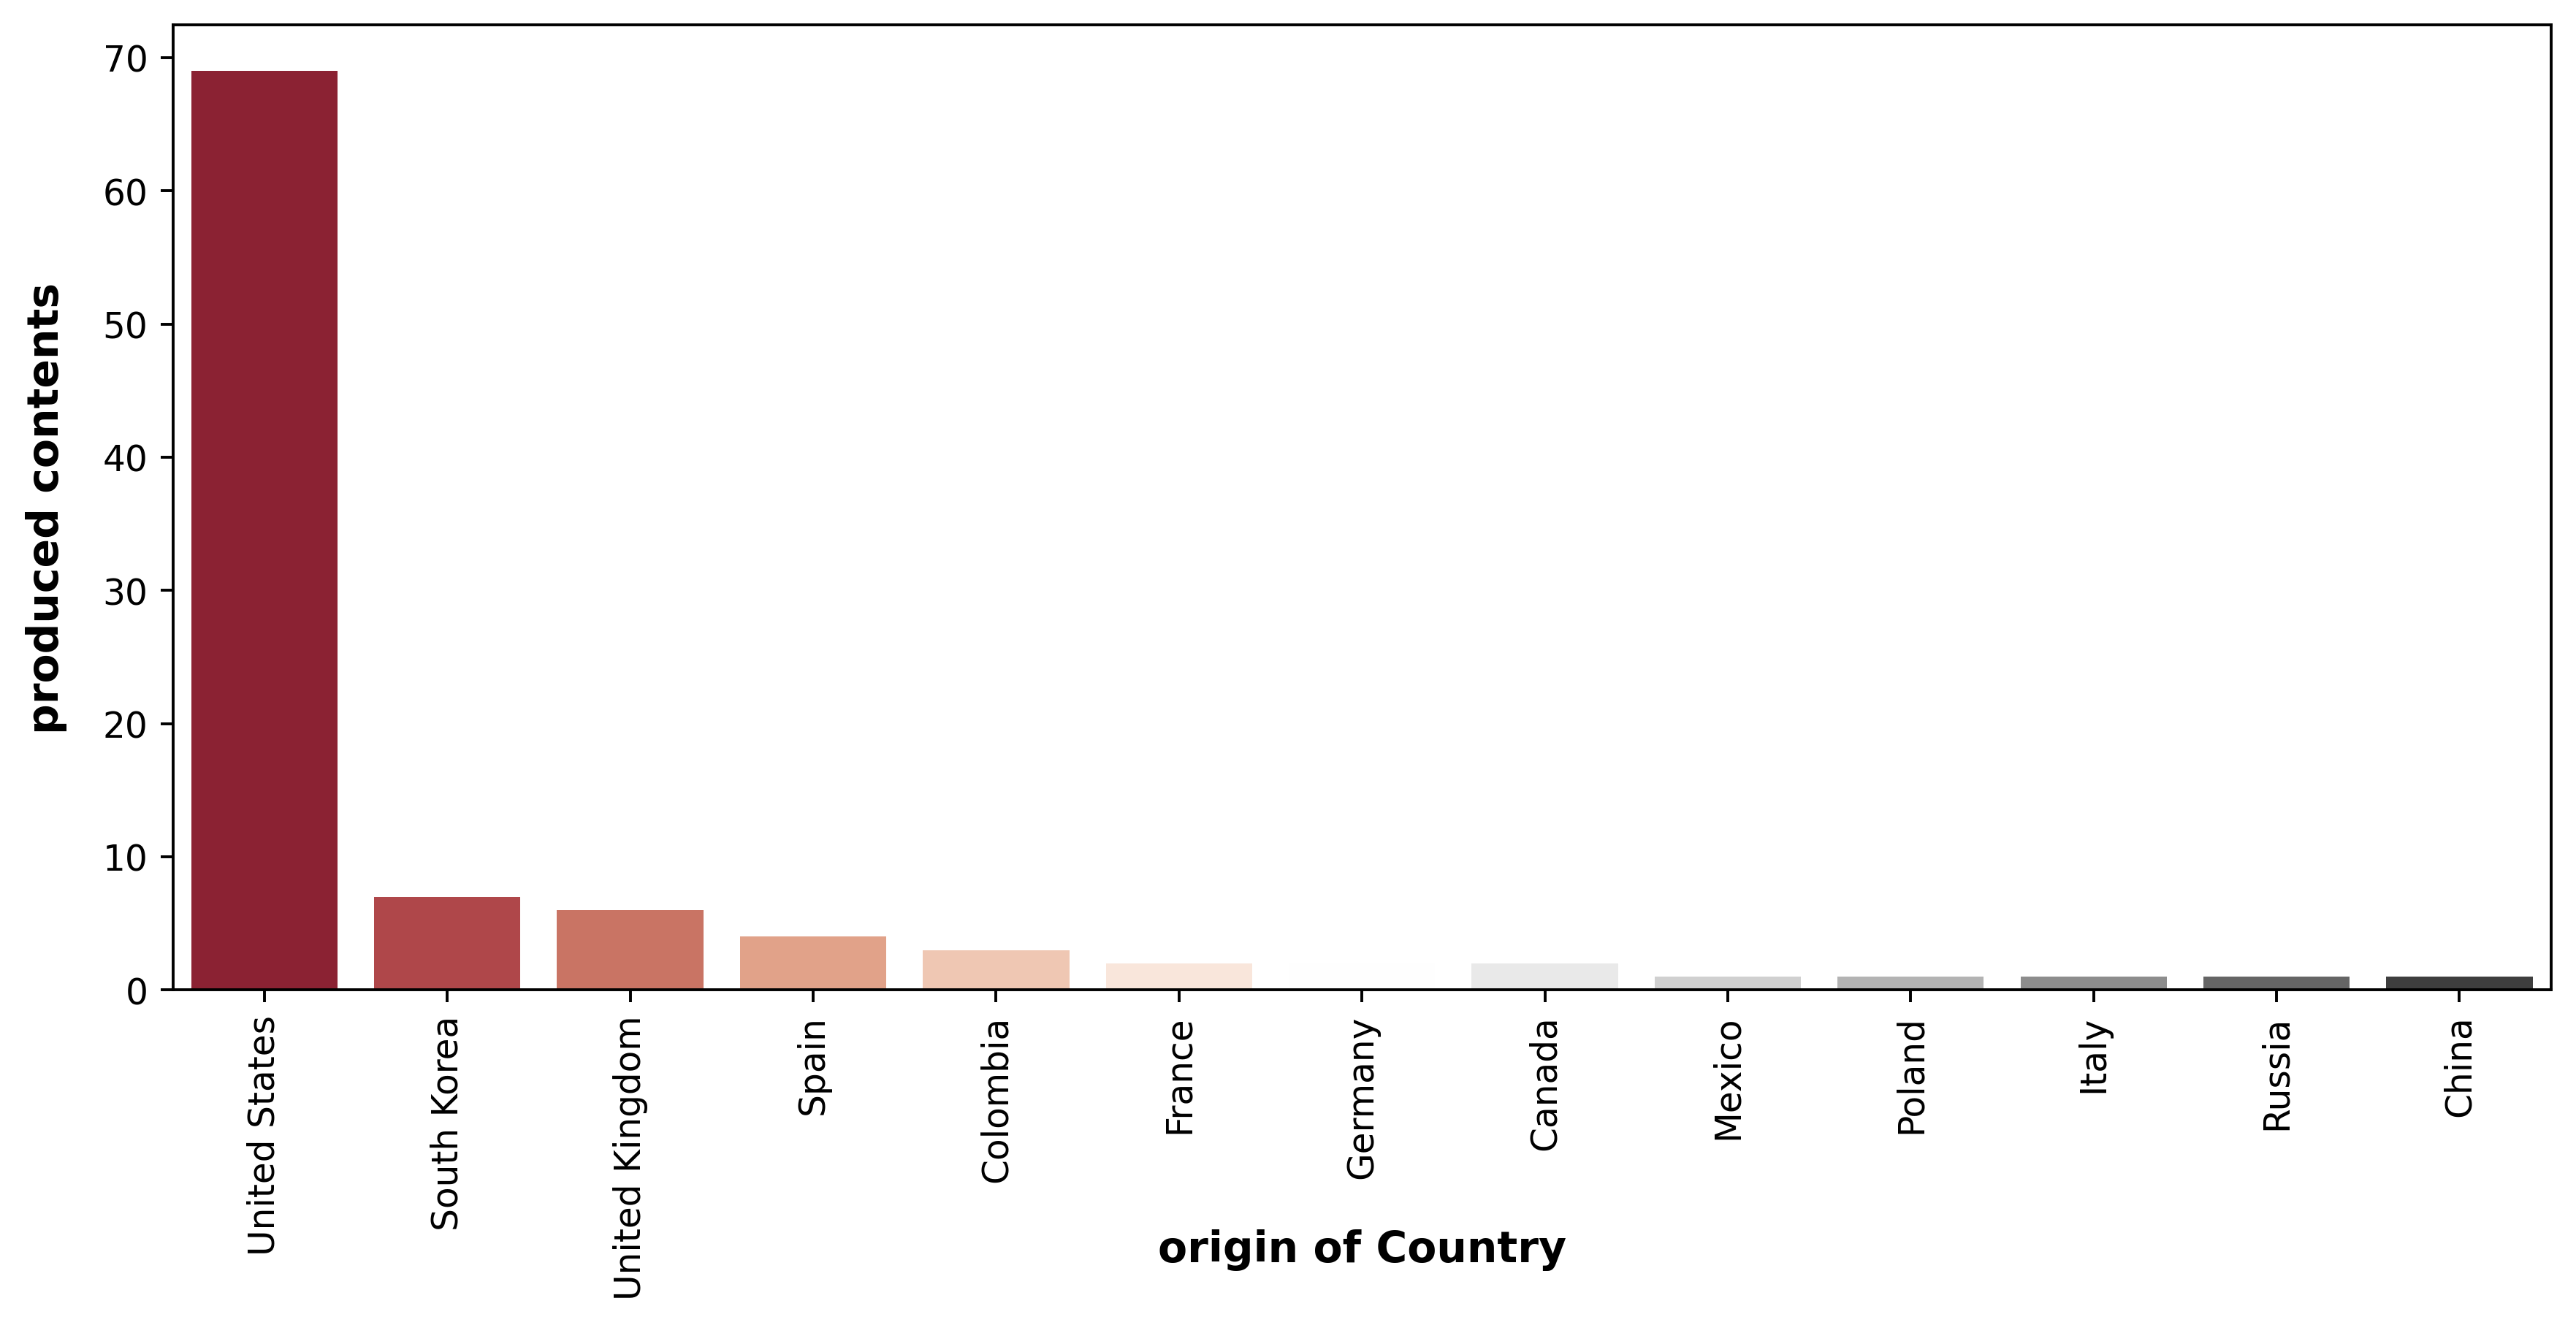 produced contents
70
60
50
40
30
20
10
0
United States
South Korea
United Kingdom
Spain
Colombia
France
Germany
Canada
Mexico
Poland
Italy
Russia
China
origin of Country